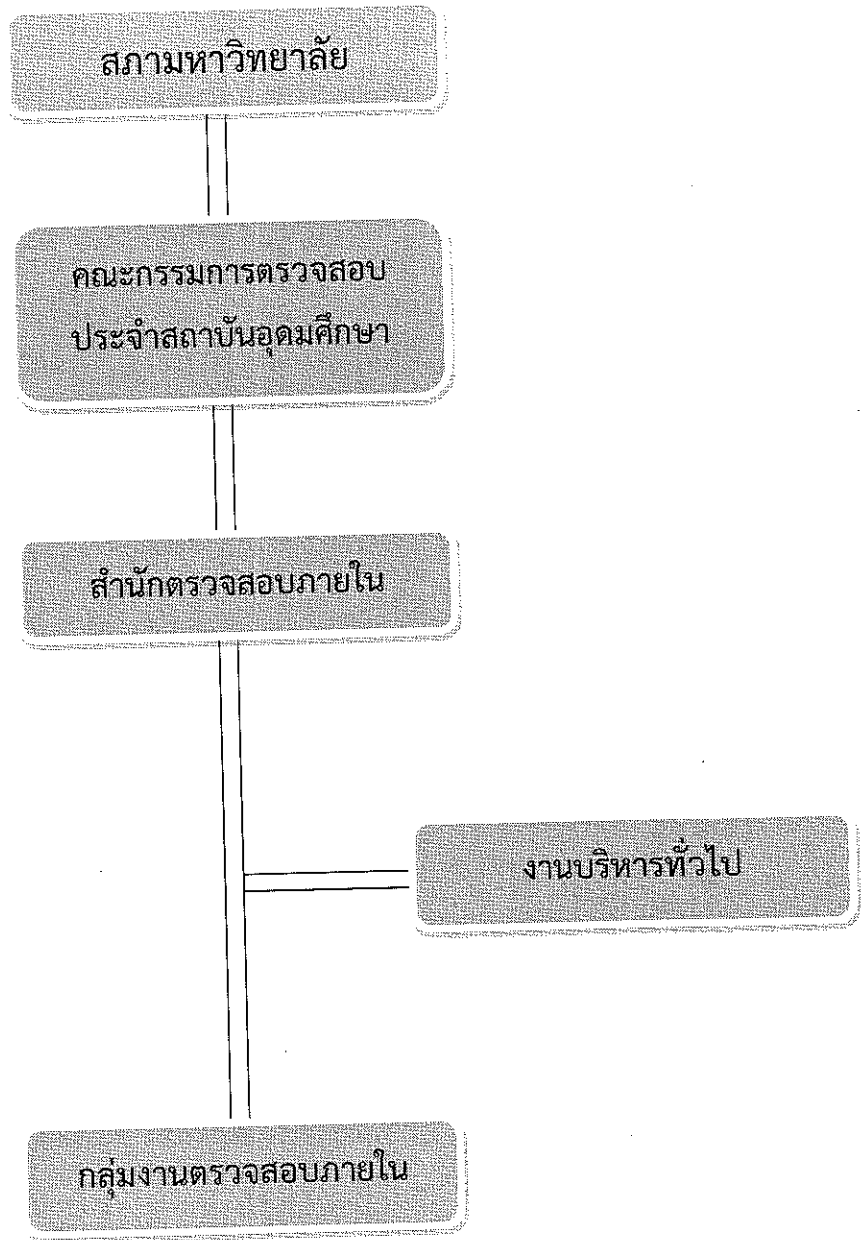 สภามหาวิทยาลัย
คณะกรรมการตรวจสอบ
ประจำสถาบันอุดมศึกษา
สำนักตรวจสอบภายใน
งานบริหารทั่วไป
กลุ่มงานตรวจสอบภายใน